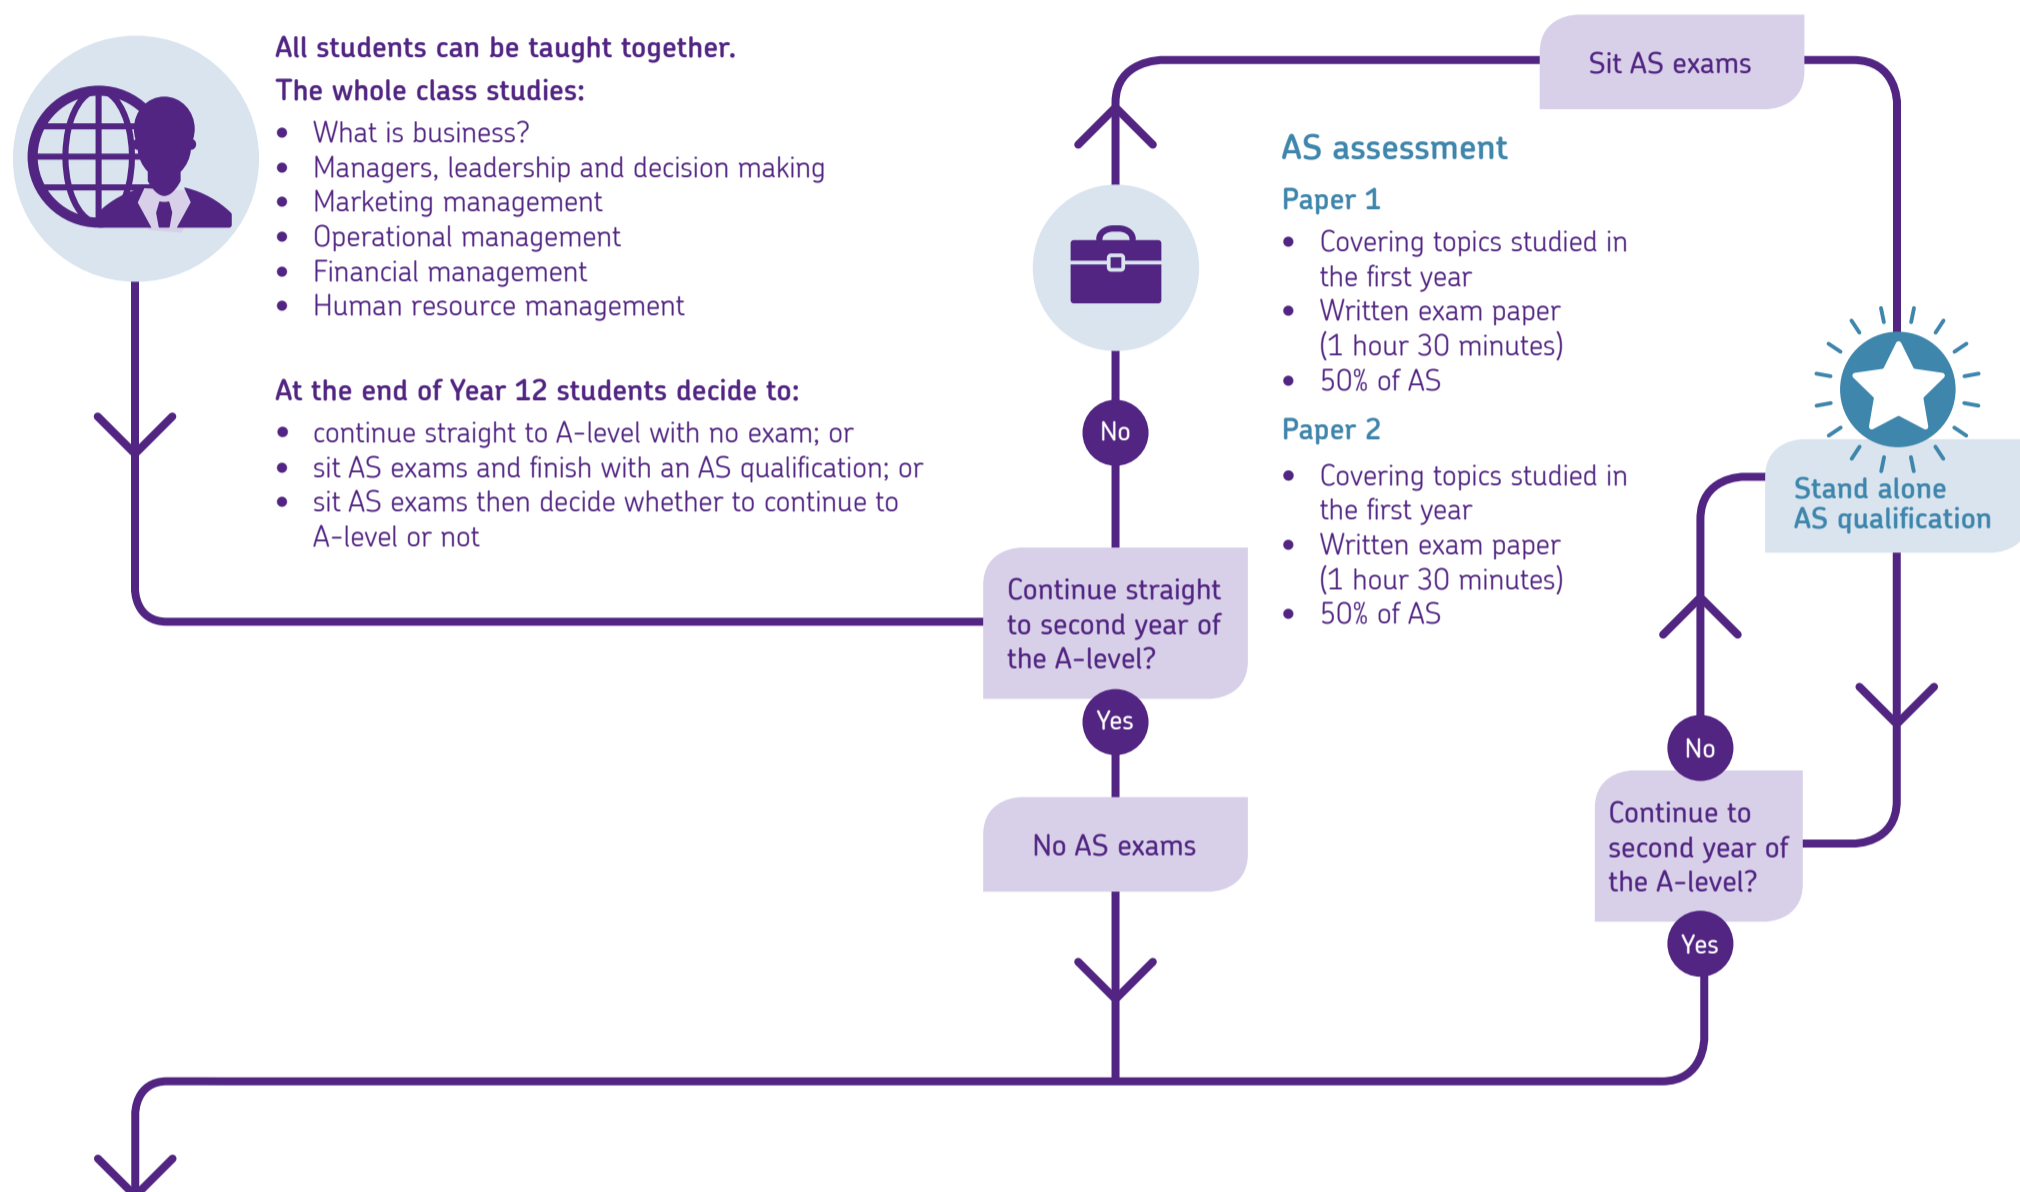 All students can be taught together.
The whole class studies:
• What is business?
• Managers, leadership and decision making
• Marketing management
• Operational management
• Financial management
• Human resource management
At the end of Year 12 students decide to:
• continue straight to A-level with no exam; or
• sit AS exams and finish with an AS qualification; or
• sit AS exams then decide whether to continue to
A-level or not
Continue straight
to second year of
the A-level?
No
Yes
No AS exams
Sit AS exams
AS assessment
Paper 1
• Covering topics studied in
the first year
• Written exam paper
(1 hour 30 minutes)
• 50% of AS
Paper 2
• Covering topics studied in
the first year
• Written exam paper
(1 hour 30 minutes)
• 50% of AS
Stand alone
AS qualification
No
Continue to
second year of
the A-level?
Yes